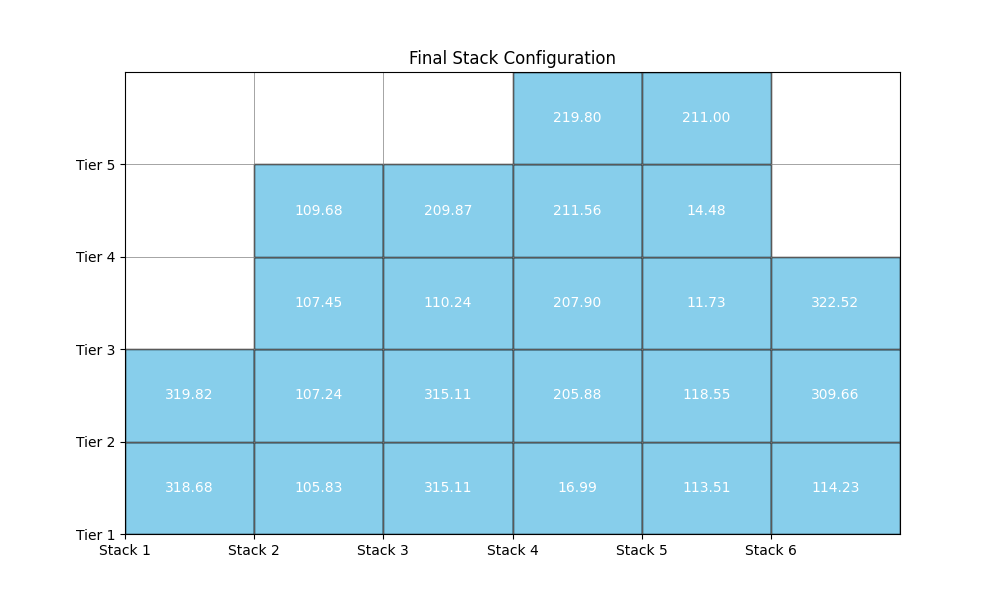 Final Stack Configuration
219.80 211.00
Tier 5
109.68 209.87 211.56 14.48
Tier 4
107.45 110.24 207.90 11.73 322.52
Tier 3
319.82 107.24 315.11 205.88 118.55 309.66
Tier 2
318.68 105.83 315.11 16.99 113.51 114.23
Tier 1
Stack 1 Stack 2 Stack 3 Stack 4 Stack 5 Stack 6